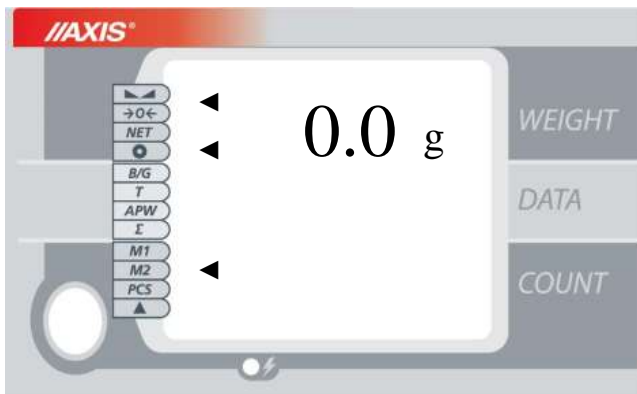 //AXIS®
→0←
NET
B/G
T
APW
Σ
M1
M2
PCS
0.0 g
WEIGHT
DATA
COUNT